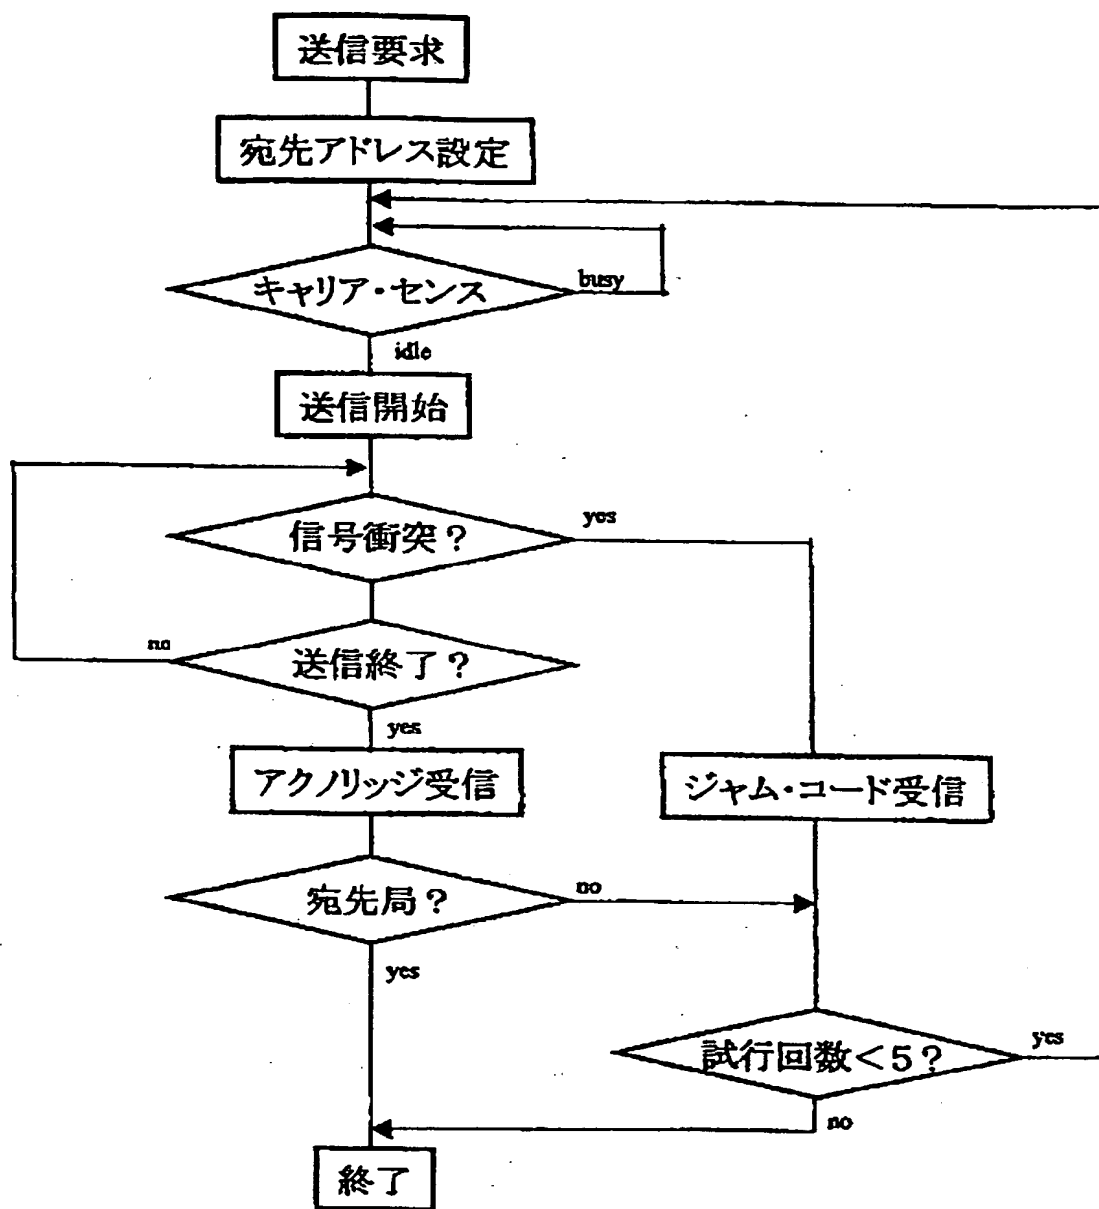 送信要求
宛先アドレス設定
キャリア・センス
busy
idle
送信開始
信号衝突？
yes
送信終了？
no
yes
アクノリッジ受信
ジャム・コード受信
宛先局？
no
yes
試行回数＜５？
yes
no
終了